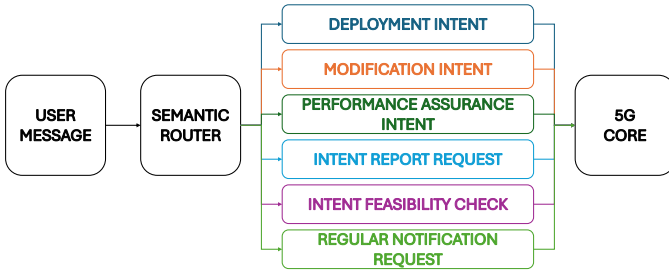 USER
MESSAGE
SEMANTIC
ROUTER
DEPLOYMENT INTENT
MODIFICATION INTENT
PERFORMANCE ASSURANCE
INTENT
INTENT REPORT REQUEST
INTENT FEASIBILITY CHECK
REGULAR NOTIFICATION
REQUEST
5G
CORE